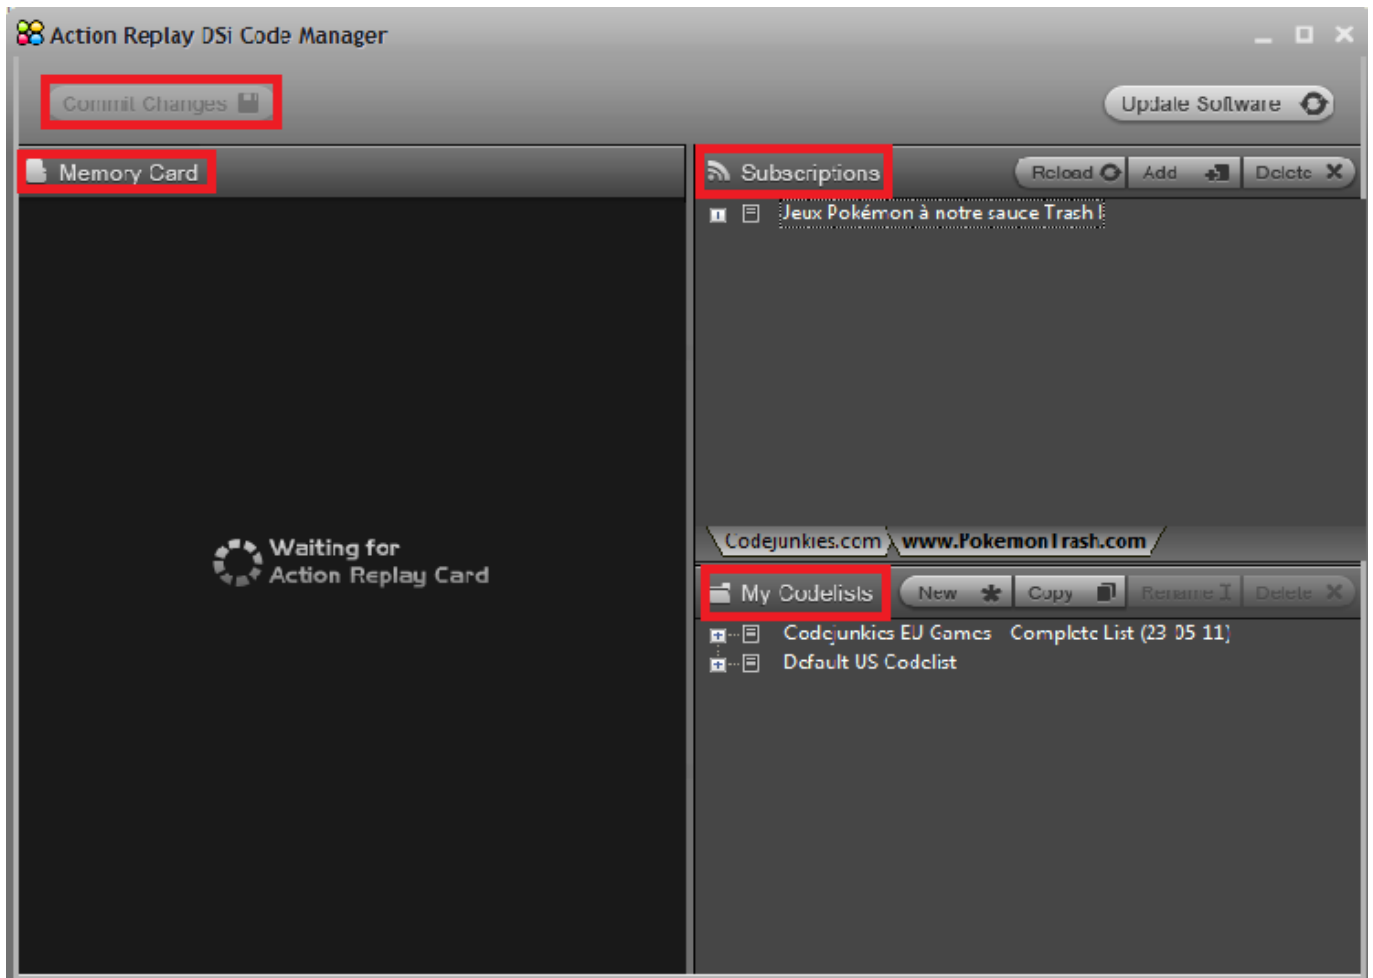 Action Replay DSi Code Manager
Commit Changes
Update Software
Memory Card
Subscriptions
Reload
Add
Delete
Jeux Pokémon à notre sauce Trash !
Waiting for
Action Replay Card
Codejunkies.com
www.PokemonTrash.com
My Codelists
New
Copy
Rename
Delete
Codejunkies EU Games - Complete List (23-05-11)
Default US Codelist